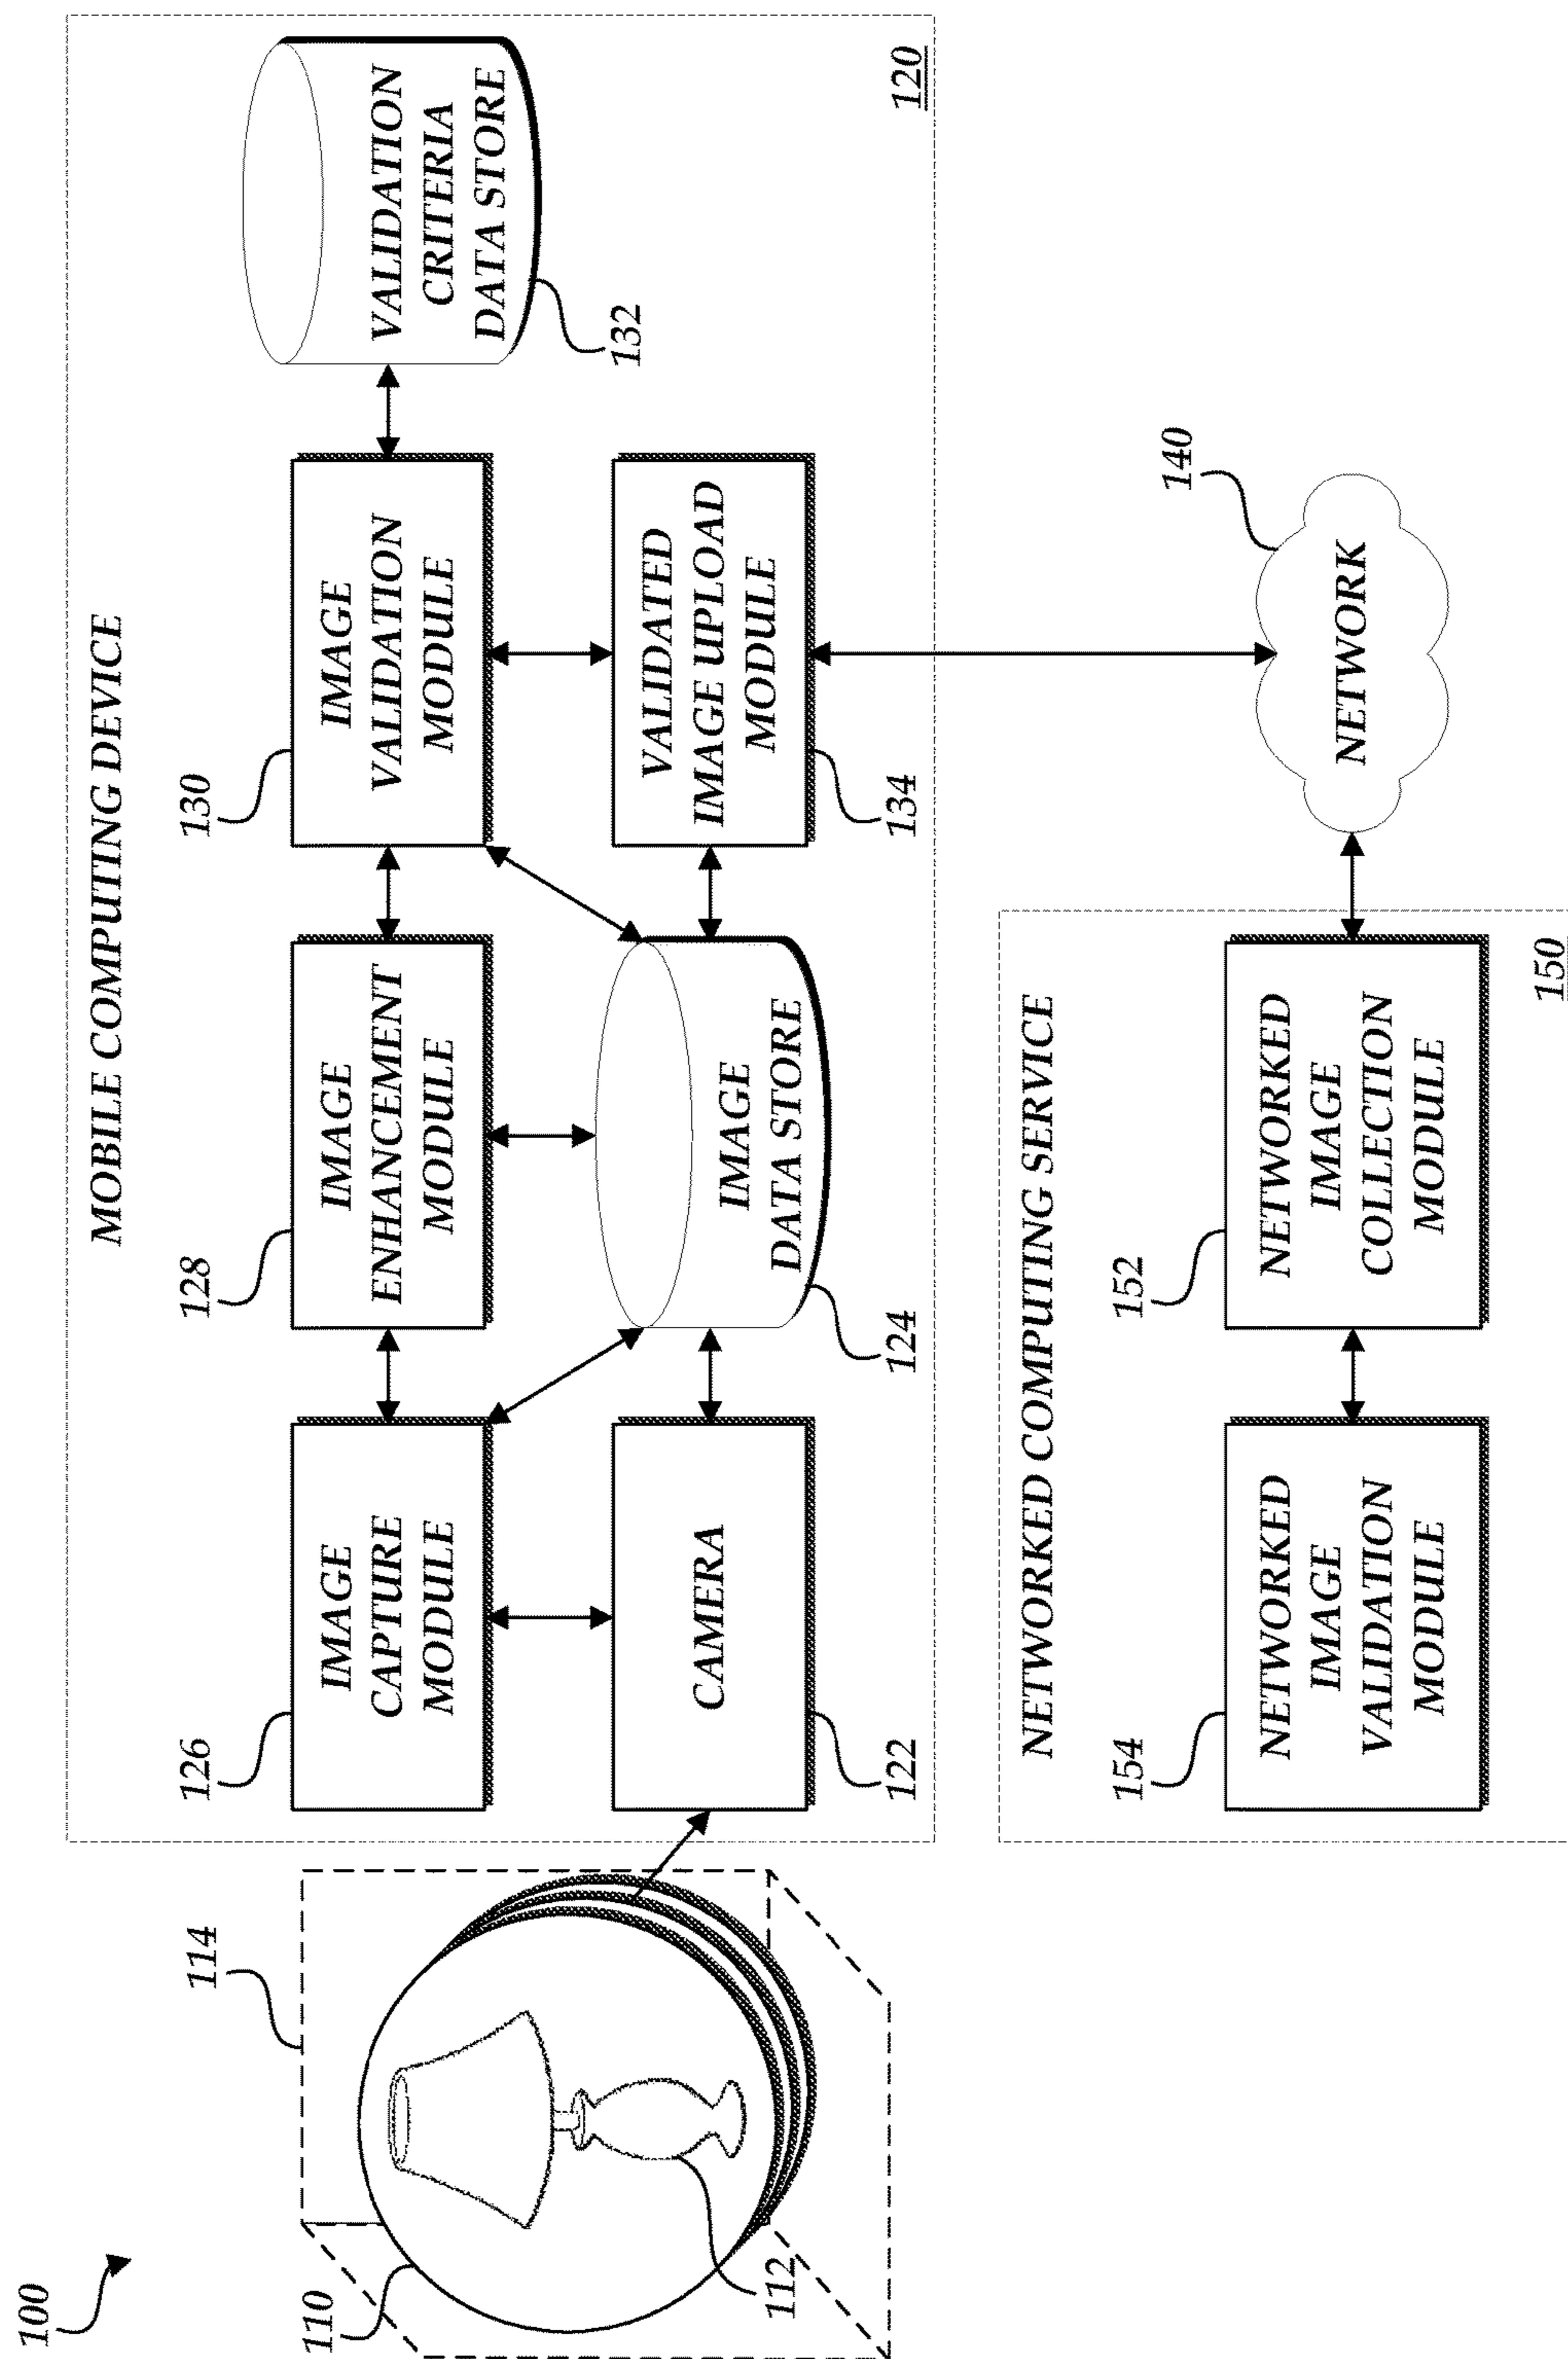 100
MOBILE COMPUTING DEVICE
114
110
112
126
IMAGE
CAPTURE
MODULE
128
IMAGE
ENHANCEMENT
MODULE
130
IMAGE
VALIDATION
MODULE
VALIDATION
CRITERIA
DATA STORE
132
CAMERA
122
IMAGE
DATA STORE
124
VALIDATED
IMAGE UPLOAD
MODULE
134
120
NETWORKED COMPUTING SERVICE
154
NETWORKED
IMAGE
VALIDATION
MODULE
152
NETWORKED
IMAGE
COLLECTION
MODULE
150
140
NETWORK